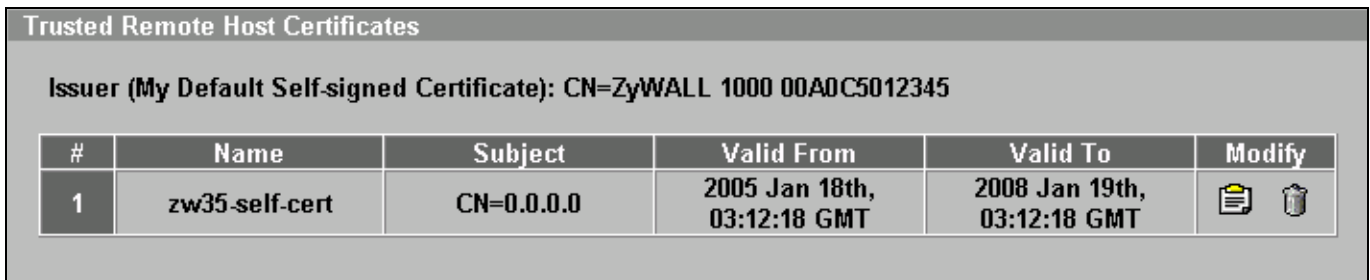 Trusted Remote Host Certificates
Issuer (My Default Self-signed Certificate): CN=ZyWALL 1000 00A0C5012345
# Name Subject Valid From Valid To Modify
1 zw35-self-cert CN=0.0.0.0 2005 Jan 18th, 03:12:18 GMT 2008 Jan 19th, 03:12:18 GMT